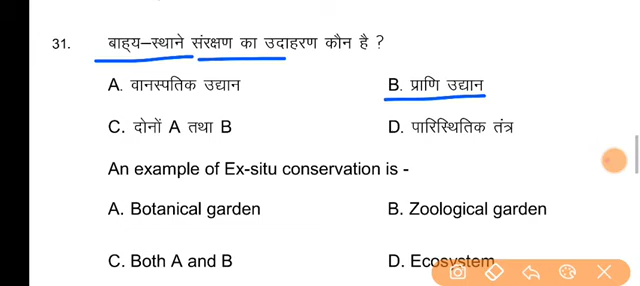 31. बाह्य–स्थाने संरक्षण का उदाहरण कौन है ?
A. वानस्पतिक उद्यान B. प्राणि उद्यान
C. दोनों A तथा B D. पारिस्थितिक तंत्र
An example of Ex-situ conservation is -
A. Botanical garden B. Zoological garden
C. Both A and B D. Ecosystem